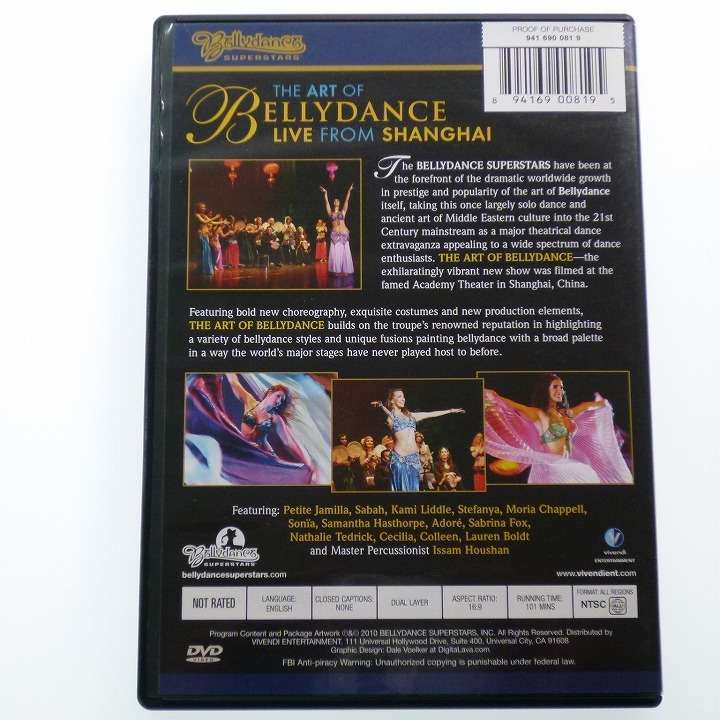 Bellydance
SUPERSTARS
PROOF OF PURCHASE
941 690 081 9
8 94169 00819 5
THE ART OF
BELLYDANCE
LIVE FROM SHANGHAI
The BELLYDANCE SUPERSTARS have been at
the forefront of the dramatic worldwide growth
in prestige and popularity of the art of Bellydance
itself, taking this once largely solo dance and
ancient art of Middle Eastern culture into the 21st
Century mainstream as a major theatrical dance
extravaganza appealing to a wide spectrum of dance
enthusiasts. THE ART OF BELLYDANCE—the
exhilaratingly vibrant new show was filmed at the
famed Academy Theater in Shanghai, China.
Featuring bold new choreography, exquisite costumes and new production elements,
THE ART OF BELLYDANCE builds on the troupe's renowned reputation in highlighting
a variety of bellydance styles and unique fusions painting bellydance with a broad palette
in a way the world's major stages have never played host to before.
Featuring: Petite Jamilla, Sabah, Kami Liddle, Stefanya, Moria Chappell,
Sonïa, Samantha Hasthorpe, Adoré, Sabrina Fox,
Nathalie Tedrick, Cecilia, Colleen, Lauren Boldt
and Master Percussionist Issam Houshan
Bellydance
SUPERSTARS
bellydancesuperstars.com
vivendi
ENTERTAINMENT
www.vivendient.com
NOT RATED
LANGUAGE:
ENGLISH
CLOSED CAPTIONS:
NONE
DUAL LAYER
ASPECT RATIO:
16:9
RUNNING TIME:
101 MINS
FORMAT: ALL REGIONS
NTSC
Program Content and Package Artwork ℗&© 2010 BELLYDANCE SUPERSTARS, INC. All Rights Reserved. Distributed by
VIVENDI ENTERTAINMENT. 111 Universal Hollywood Drive, Suite 400, Universal City, CA 91608
Graphic Design: Dale Voelker at DigitalLava.com
DVD
VIDEO
FBI Anti-piracy Warning: Unauthorized copying is punishable under federal law.